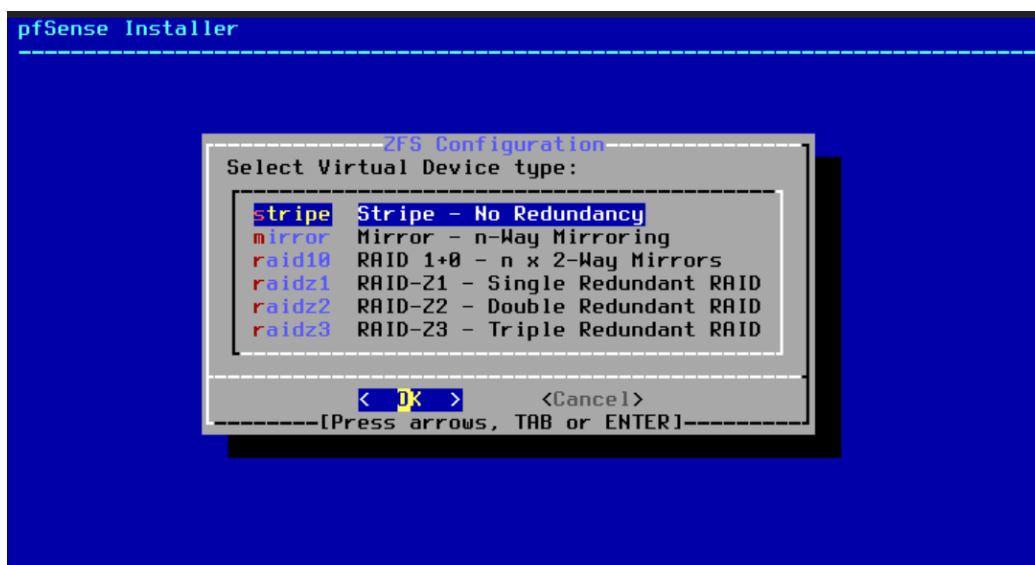 pfSense Installer
ZFS Configuration
Select Virtual Device type:
stripe Stripe - No Redundancy
mirror Mirror - n-Way Mirroring
raid10 RAID 1+0 - n x 2-Way Mirrors
raidz1 RAID-Z1 - Single Redundant RAID
raidz2 RAID-Z2 - Double Redundant RAID
raidz3 RAID-Z3 - Triple Redundant RAID
< OK > <Cancel>
[Press arrows, TAB or ENTER]